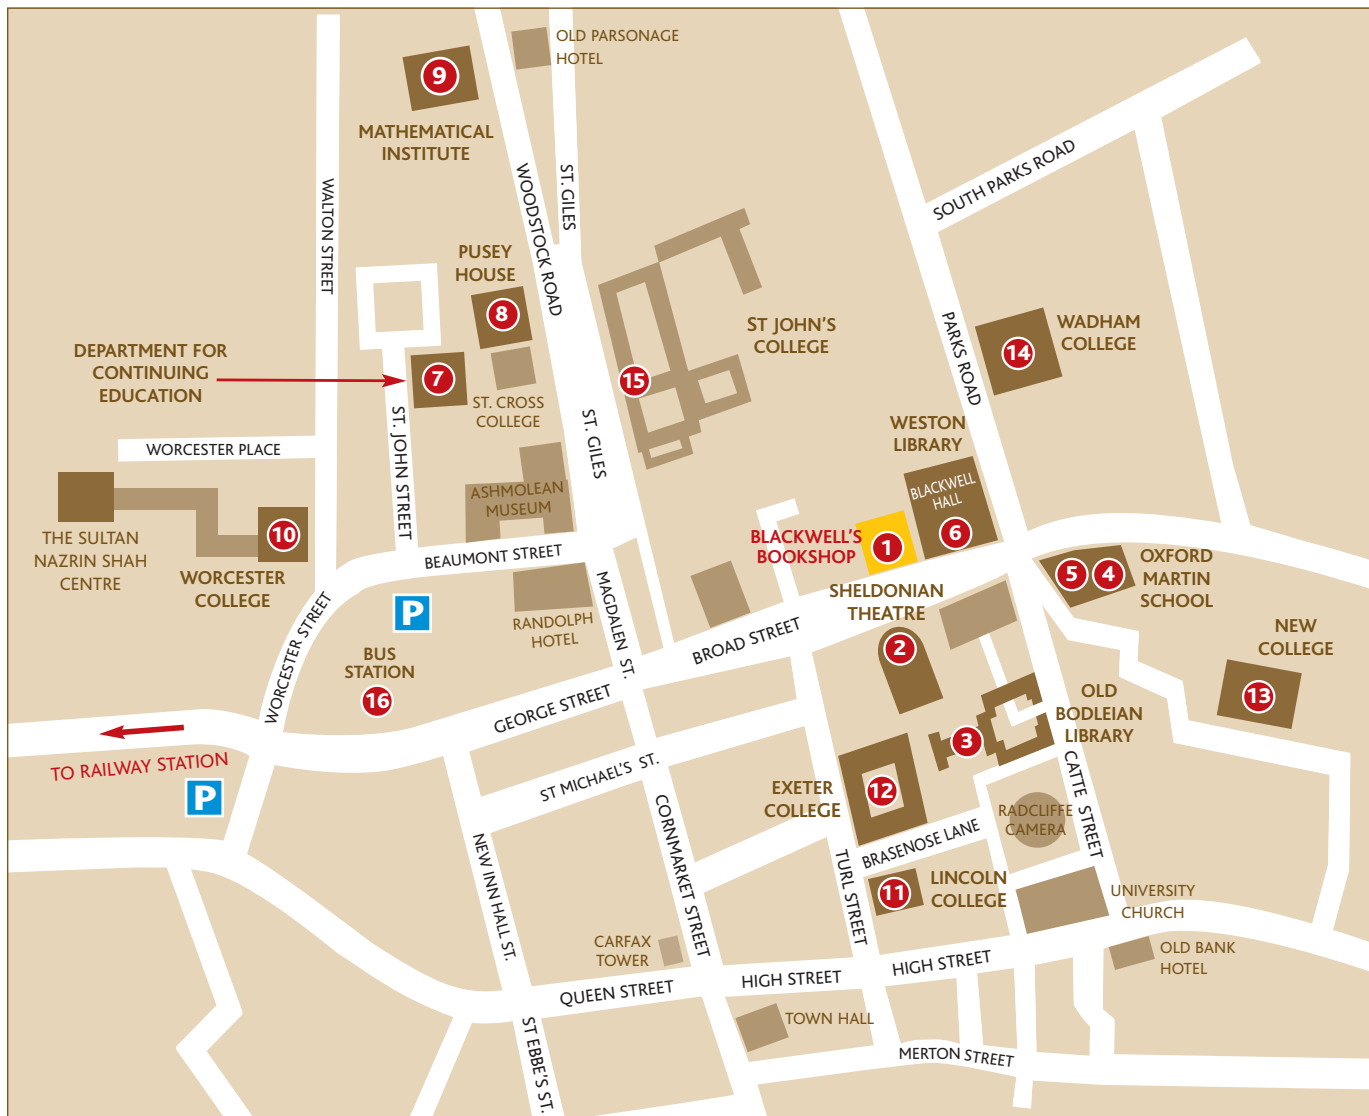 OLD PARSONAGE
HOTEL
9
MATHEMATICAL
INSTITUTE
WOODSTOCK ROAD
ST. GILES
SOUTH PARKS ROAD
WALTON STREET
PUSEY
HOUSE
8
ST JOHN'S
COLLEGE
PARKS ROAD
WADHAM
COLLEGE
14
DEPARTMENT FOR
CONTINUING
EDUCATION
7
15
ST. CROSS
COLLEGE
ST. JOHN STREET
ST. GILES
WESTON
LIBRARY
WORCESTER PLACE
ASHMOLEAN
MUSEUM
BLACKWELL
HALL
6
BLACKWELL'S
BOOKSHOP
1
THE SULTAN
NAZRIN SHAH
CENTRE
10
WORCESTER
COLLEGE
BEAUMONT STREET
OXFORD
MARTIN
SCHOOL
5
4
SHELDONIAN
THEATRE
2
P
RANDOLPH
HOTEL
MAGDALEN ST.
BROAD STREET
NEW
COLLEGE
13
WORCESTER STREET
BUS
STATION
16
GEORGE STREET
OLD
BODLEIAN
LIBRARY
3
TO RAILWAY STATION
P
ST MICHAEL'S ST.
EXETER
COLLEGE
12
CATTE STREET
RADCLIFFE
CAMERA
BRASENOSE LANE
CORNMARKET STREET
NEW INN HALL ST.
TURL STREET
11
LINCOLN
COLLEGE
UNIVERSITY
CHURCH
CARFAX
TOWER
OLD BANK
HOTEL
QUEEN STREET
HIGH STREET
HIGH STREET
TOWN HALL
MERTON STREET
ST EBBE'S ST.